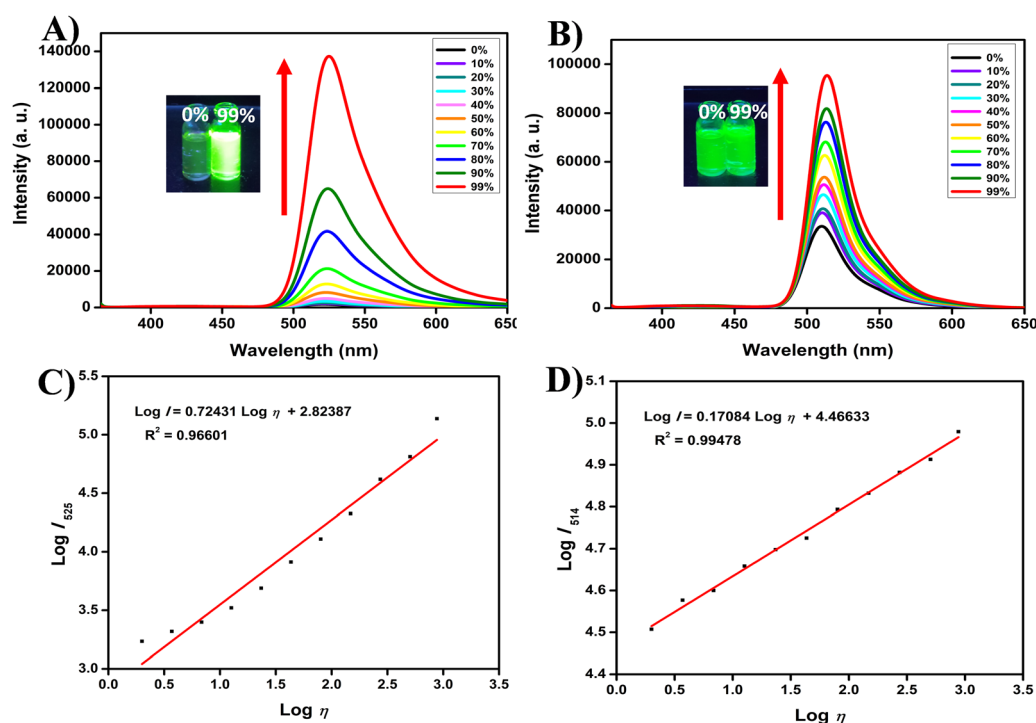 A)
140000
120000
100000
80000
60000
40000
20000
0
Intensity (a. u.)
400 450 500 550 600 650
Wavelength (nm)
0% 99%
0%
10%
20%
30%
40%
50%
60%
70%
80%
90%
99%
B)
100000
80000
60000
40000
20000
0
Intensity (a. u.)
400 450 500 550 600 650
Wavelength (nm)
0% 99%
0%
10%
20%
30%
40%
50%
60%
70%
80%
90%
99%
C)
5.5
5.0
4.5
4.0
3.5
3.0
Log I525
Log I = 0.72431 Log η + 2.82387
R² = 0.96601
0.0 0.5 1.0 1.5 2.0 2.5 3.0 3.5
Log η
D)
5.1
5.0
4.9
4.8
4.7
4.6
4.5
4.4
Log I514
Log I = 0.17084 Log η + 4.46633
R² = 0.99478
0.0 0.5 1.0 1.5 2.0 2.5 3.0 3.5
Log η